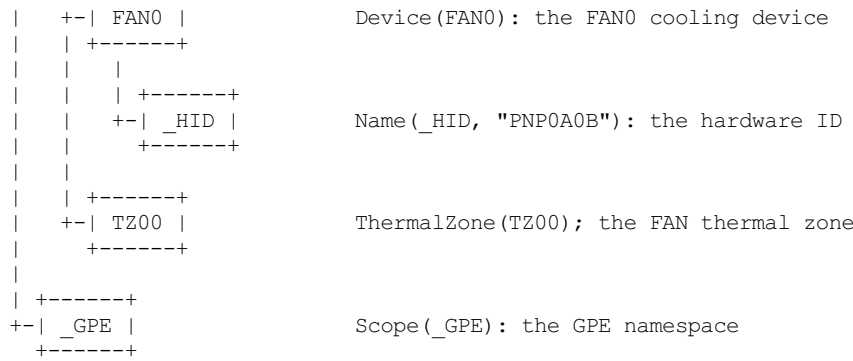 |   +-| FAN0 |           Device(FAN0): the FAN0 cooling device
|   | +------+
|   |   |
|   |   | +------+
|   |   +-| _HID |       Name(_HID, "PNP0A0B"): the hardware ID
|   |     +------+
|   |
|   | +------+
|   +-| TZ00 |           ThermalZone(TZ00); the FAN thermal zone
|     +------+
|
| +------+
+-| _GPE |               Scope(_GPE): the GPE namespace
  +------+